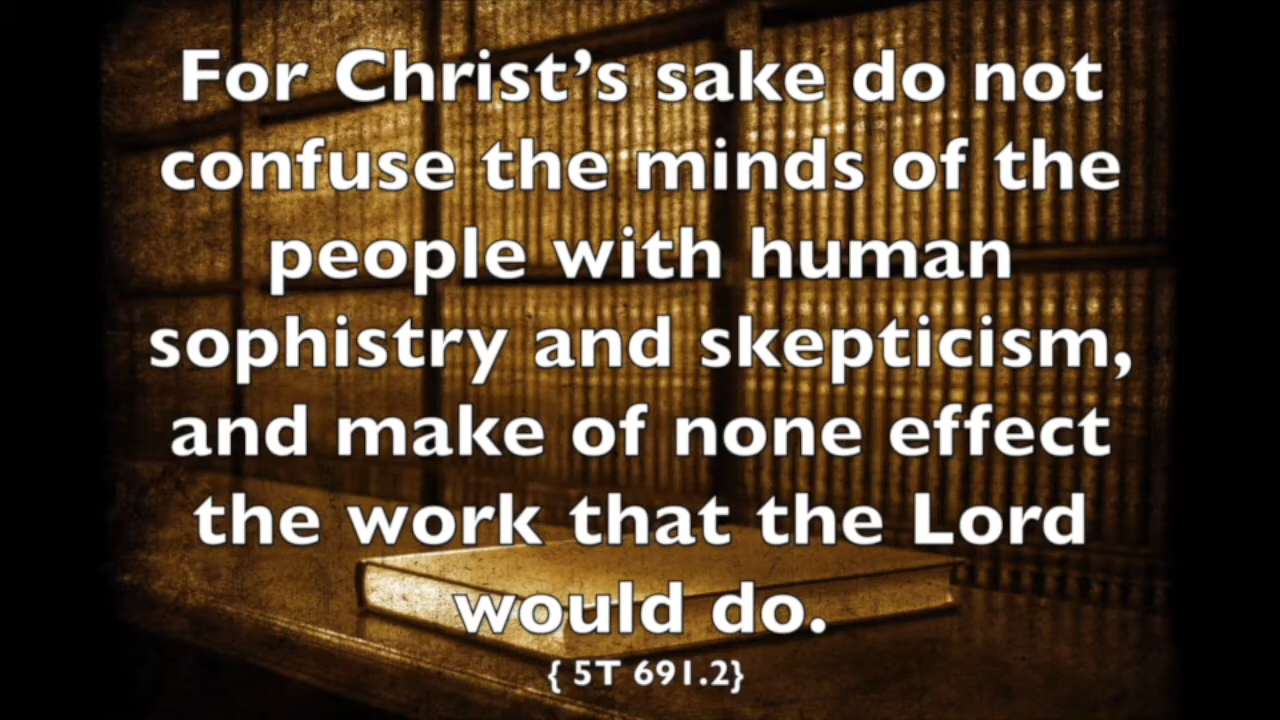 For Christ’s sake do not
confuse the minds of the
people with human
sophistry and skepticism,
and make of none effect
the work that the Lord
would do.
{ 5T 691.2}